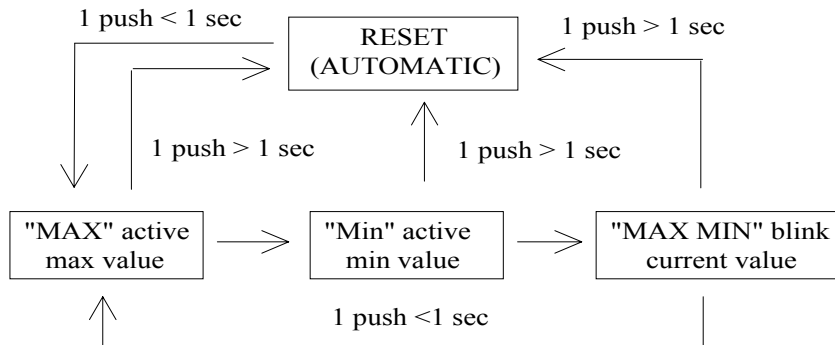 1 push < 1 sec
RESET
(AUTOMATIC)
1 push > 1 sec
1 push > 1 sec
1 push > 1 sec
"MAX" active
max value
"Min" active
min value
"MAX MIN" blink
current value
1 push <1 sec